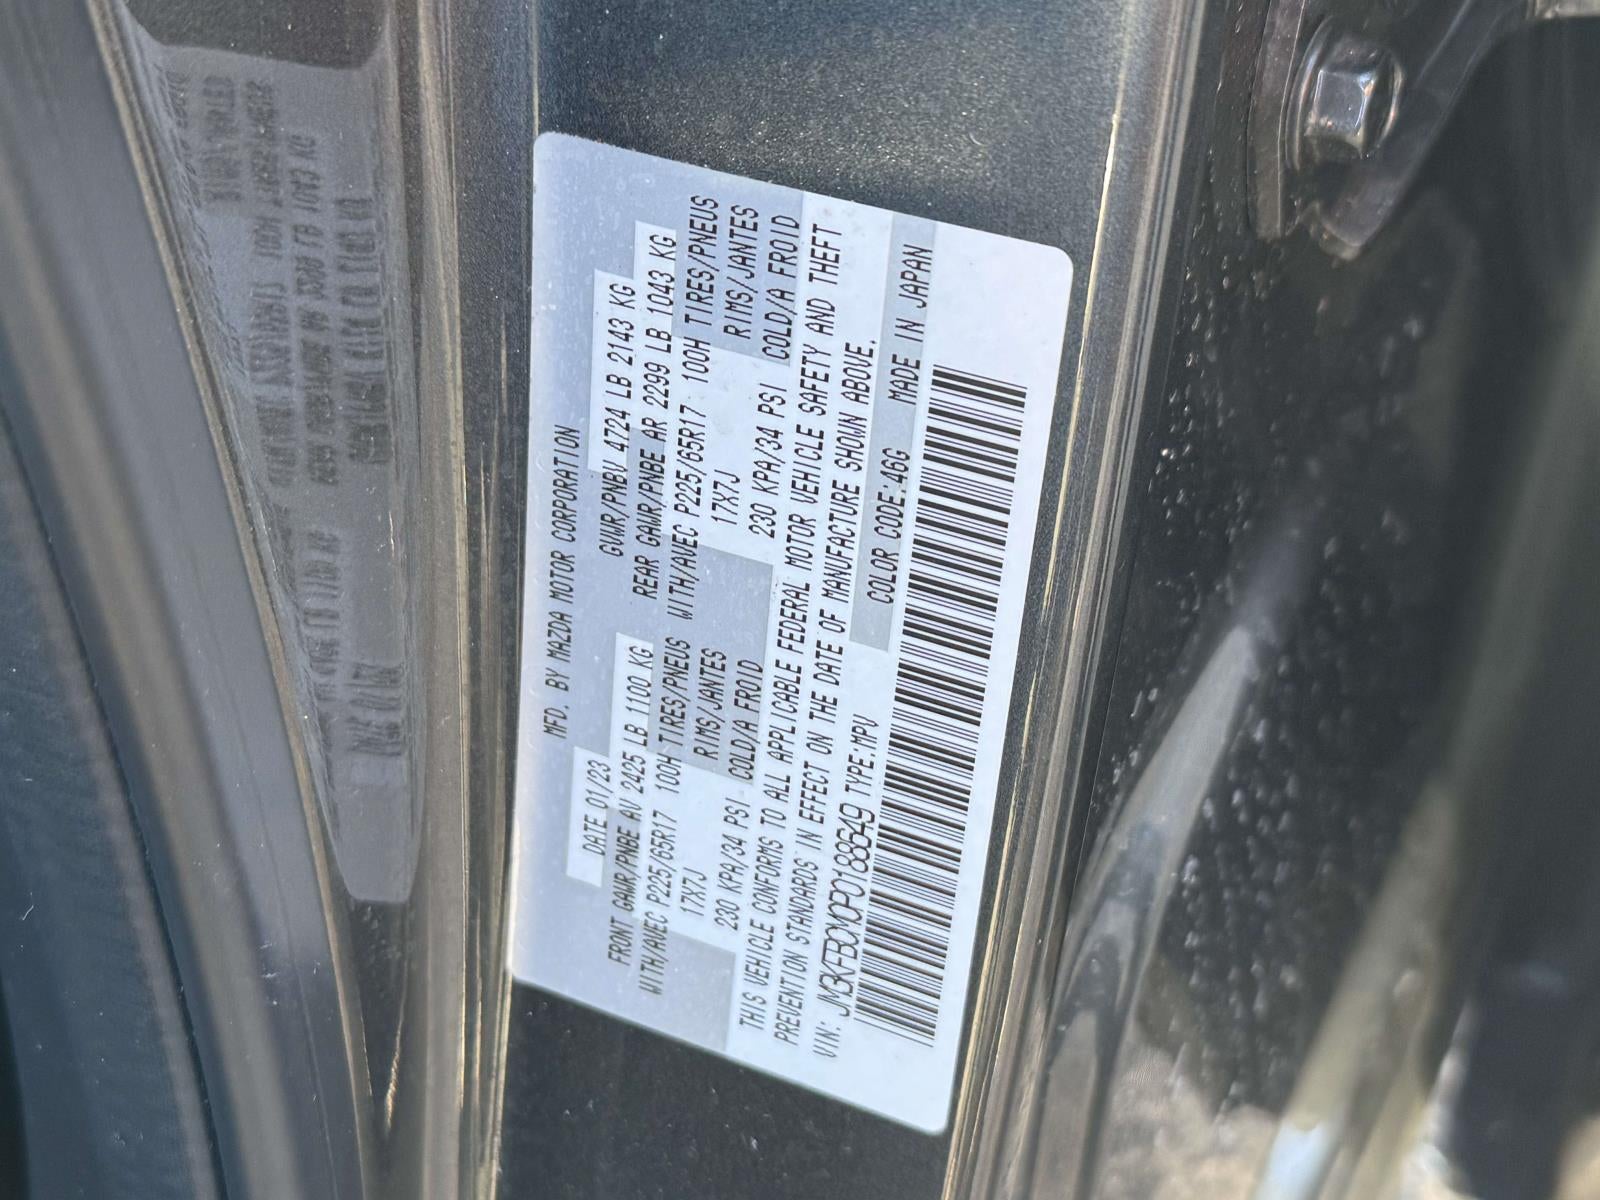 MFD. BY MAZDA MOTOR CORPORATION
DATE 01/23 GVWR/PNBV 4724 LB 2143 KG
FRONT GAWR/PNBE AV 2425 LB 1100 KG REAR GAWR/PNBE AR 2299 LB 1043 KG
WITH/AVEC P225/65R17 100H TIRES/PNEUS WITH/AVEC P225/65R17 100H TIRES/PNEUS
17X7J RIMS/JANTES 17X7J RIMS/JANTES
230 KPA/34 PSI COLD/A FROID 230 KPA/34 PSI COLD/A FROID
THIS VEHICLE CONFORMS TO ALL APPLICABLE FEDERAL MOTOR VEHICLE SAFETY AND THEFT
PREVENTION STANDARDS IN EFFECT ON THE DATE OF MANUFACTURE SHOWN ABOVE.
VIN: TYPE:MPV COLOR CODE:46G MADE IN JAPAN